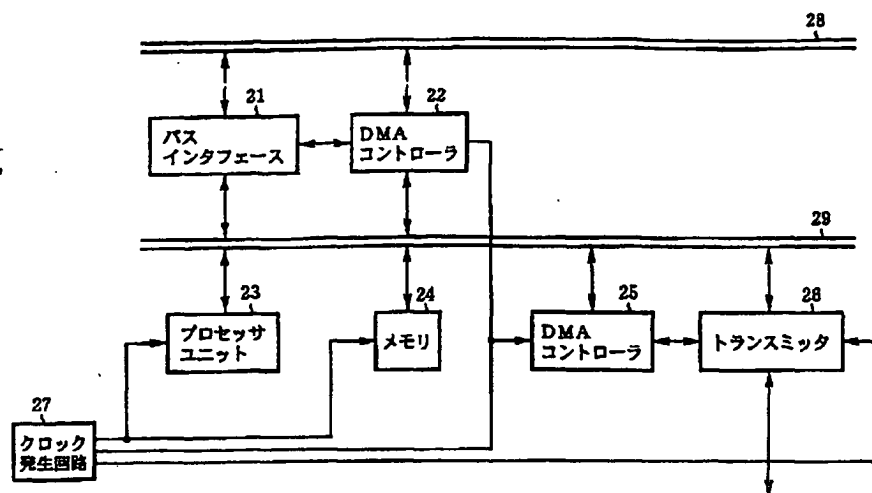 28
21
22
バス
インタフェース
DMA
コントローラ
29
23
24
25
26
プロセッサ
ユニット
メモリ
DMA
コントローラ
トランスミッタ
27
クロック
発生回路